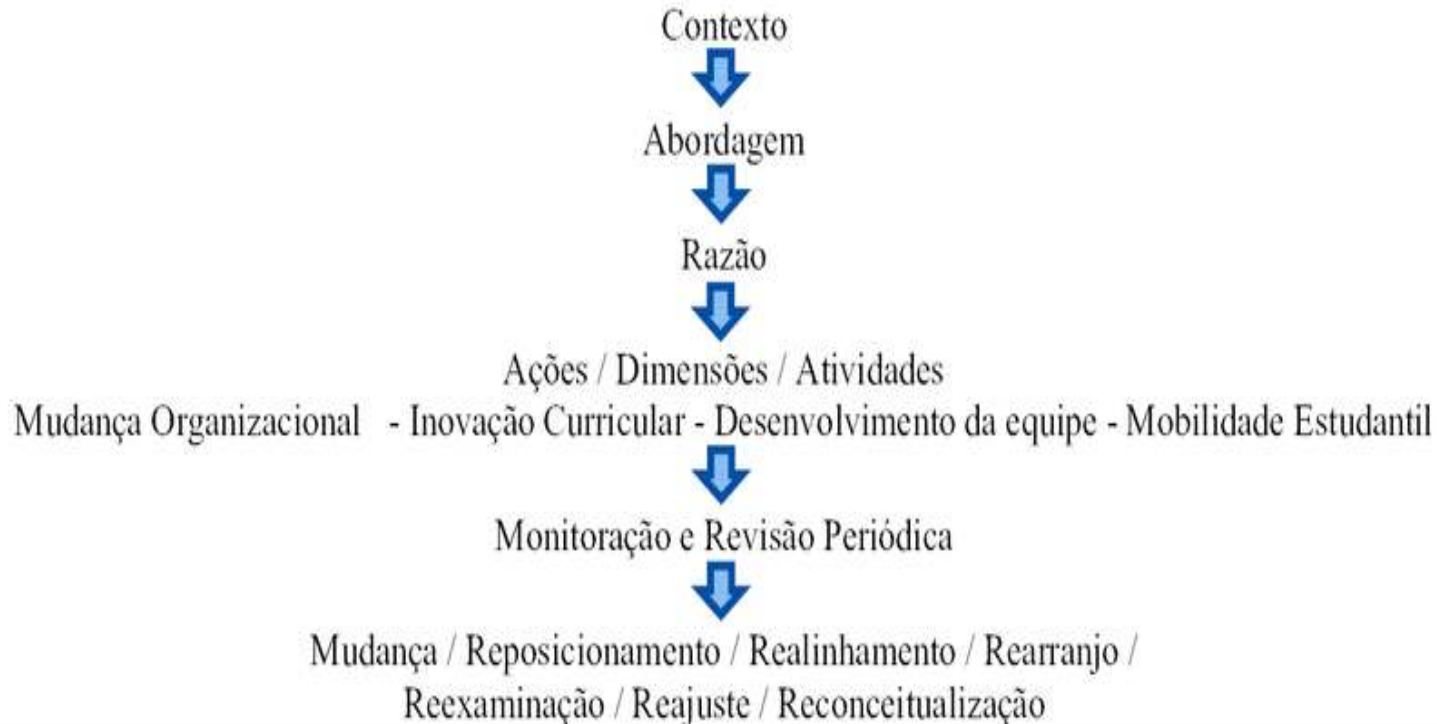 Contexto
Abordagem
Razão
Ações / Dimensões / Atividades
Mudança Organizacional - Inovação Curricular - Desenvolvimento da equipe - Mobilidade Estudantil
Monitoração e Revisão Periódica
Mudança / Reposicionamento / Realinhamento / Rearranjo /
Reexaminação / Reajuste / Reconceitualização